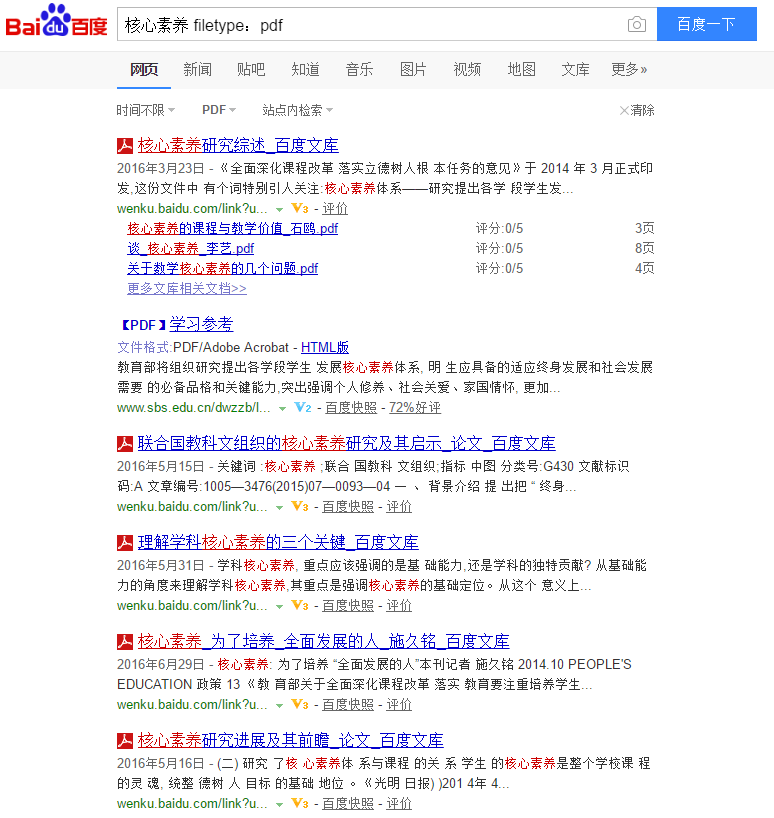 Bai du 百度 核心素养 filetype：pdf 百度一下
网页 新闻 贴吧 知道 音乐 图片 视频 地图 文库 更多»
时间不限 PDF 站点内检索 ×清除
核心素养研究综述_百度文库
2016年3月23日 - 《全面深化课程改革 落实立德树人根 本任务的意见》于 2014 年 3 月正式印
发,这份文件中 有个词特别引人关注:核心素养体系——研究提出各学 段学生发...
wenku.baidu.com/link?u... V3 - 评价
核心素养的课程与教学价值_石鸥.pdf 评分:0/5 3页
谈_核心素养_李艺.pdf 评分:0/5 8页
关于数学核心素养的几个问题.pdf 评分:0/5 4页
更多文库相关文档>>
【PDF】学习参考
文件格式:PDF/Adobe Acrobat - HTML版
教育部将组织研究提出各学段学生 发展核心素养体系, 明 生应具备的适应终身发展和社会发展
需要 的必备品格和关键能力,突出强调个人修养、社会关爱、家国情怀, 更加...
www.sbs.edu.cn/dwzzb/l... V2 - 百度快照 - 72%好评
联合国教科文组织的核心素养研究及其启示_论文_百度文库
2016年5月15日 - 关键词 :核心素养 ;联合 国教科 文组织;指标 中图 分类号:G430 文献标识
码:A 文章编号:1005—3476(2015)07—0093—04 一 、 背景介绍 提 出把 “ 终身...
wenku.baidu.com/link?u... V3 - 百度快照 - 评价
理解学科核心素养的三个关键_百度文库
2016年5月31日 - 学科核心素养, 重点应该强调的是基 础能力,还是学科的独特贡献? 从基础能
力的角度来理解学科核心素养,其重点是强调核心素养的基础定位。从这个 意义上...
wenku.baidu.com/link?u... V3 - 百度快照 - 评价
核心素养_为了培养_全面发展的人_施久铭_百度文库
2016年6月29日 - 核心素养: 为了培养 “全面发展的人”本刊记者 施久铭 2014.10 PEOPLE'S
EDUCATION 政策 13 《教 育部关于全面深化课程改革 落实 教育要注重培养学生...
wenku.baidu.com/link?u... V3 - 百度快照 - 评价
核心素养研究进展及其前瞻_论文_百度文库
2016年5月16日 - (二) 研究 了核 心素养体 系与课程 的关 系 学生 的核心素养是整个学校课 程
的灵 魂, 统整 德树 人 目标 的基础 地位 。《光明 日报) )201 4年 4...
wenku.baidu.com/link?u... V3 - 百度快照 - 评价